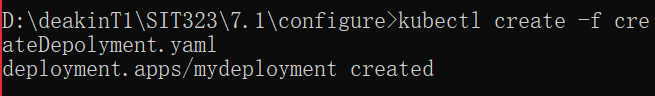 D:\deakinT1\SIT323\7.1\configure>kubectl create -f cre
ateDepolyment.yaml
deployment.apps/mydeployment created